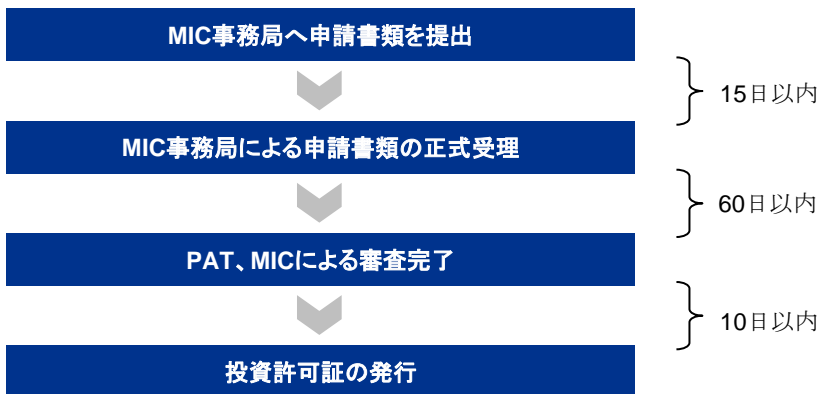 MIC事務局へ申請書類を提出
15日以内
MIC事務局による申請書類の正式受理
60日以内
PAT、MICによる審査完了
10日以内
投資許可証の発行